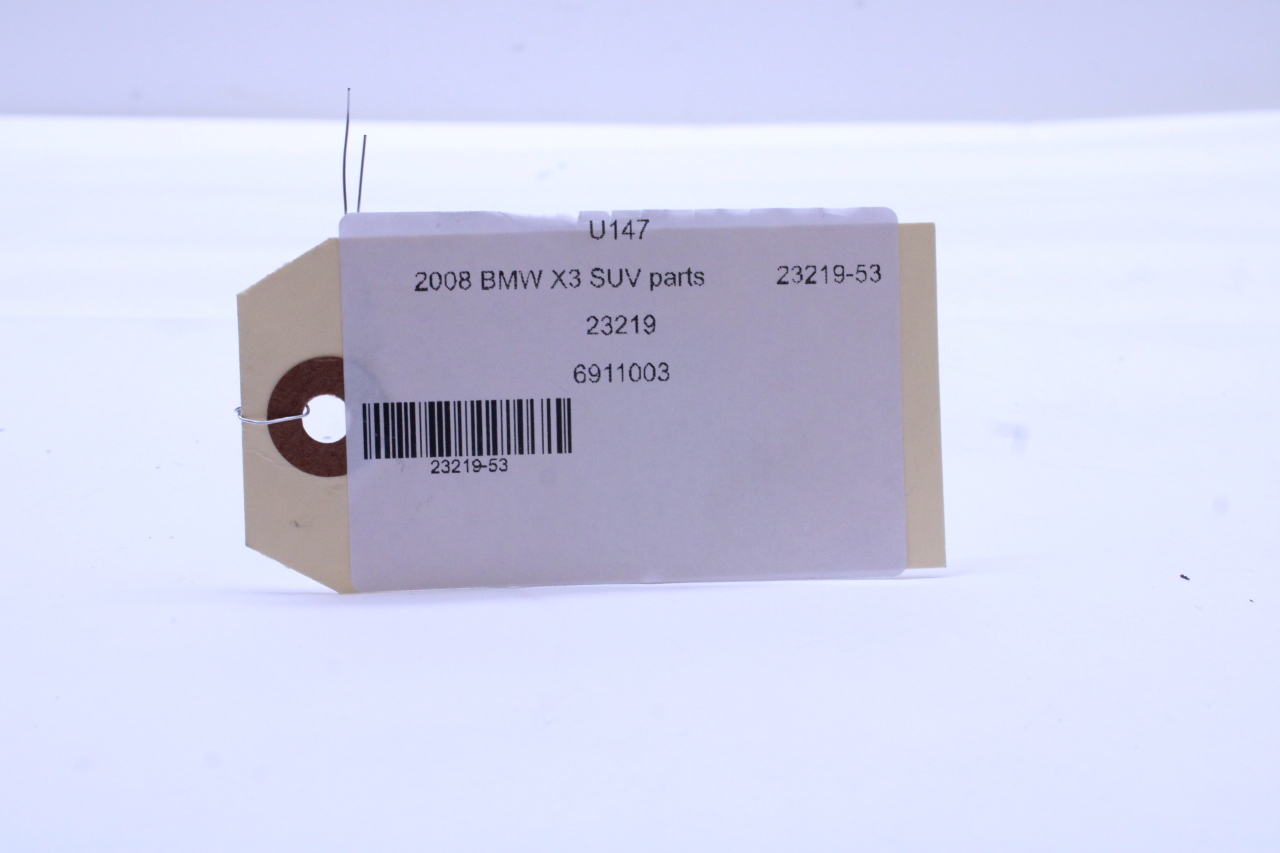 U147
2008 BMW X3 SUV parts 23219-53
23219
6911003
23219-53